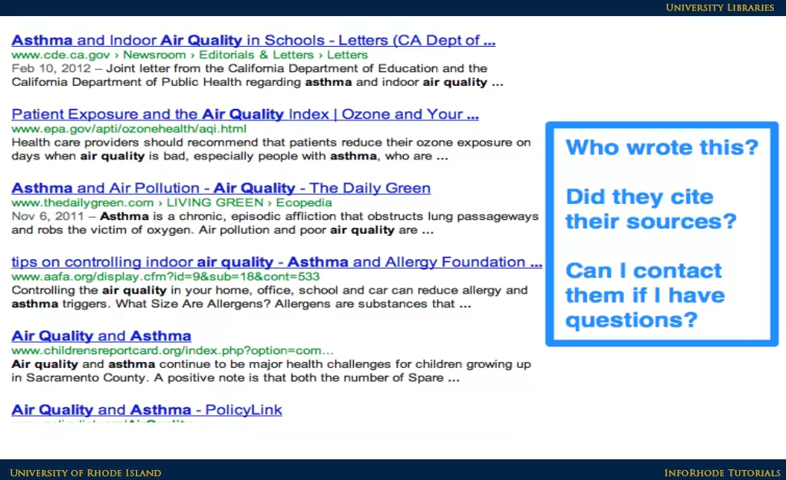 UNIVERSITY LIBRARIES
Asthma and Indoor Air Quality in Schools - Letters (CA Dept of ...
www.cde.ca.gov › Newsroom › Editorials & Letters › Letters
Feb 10, 2012 – Joint letter from the California Department of Education and the
California Department of Public Health regarding asthma and indoor air quality ...
Patient Exposure and the Air Quality Index | Ozone and Your ...
www.epa.gov/apti/ozonehealth/aqi.html
Health care providers should recommend that patients reduce their ozone exposure on
days when air quality is bad, especially people with asthma, who are ...
Asthma and Air Pollution - Air Quality - The Daily Green
www.thedailygreen.com › LIVING GREEN › Ecopedia
Nov 6, 2011 – Asthma is a chronic, episodic affliction that obstructs lung passageways
and robs the victim of oxygen. Air pollution and poor air quality are ...
tips on controlling indoor air quality - Asthma and Allergy Foundation ...
www.aafa.org/display.cfm?id=9&sub=18&cont=533
Controlling the air quality in your home, office, school and car can reduce allergy and
asthma triggers. What Size Are Allergens? Allergens are substances that ...
Air Quality and Asthma
www.childrensreportcard.org/index.php?option=com...
Air quality and asthma continue to be major health challenges for children growing up
in Sacramento County. A positive note is that both the number of Spare ...
Air Quality and Asthma - PolicyLink
Who wrote this?
Did they cite
their sources?
Can I contact
them if I have
questions?
UNIVERSITY OF RHODE ISLAND
INFORHODE TUTORIALS